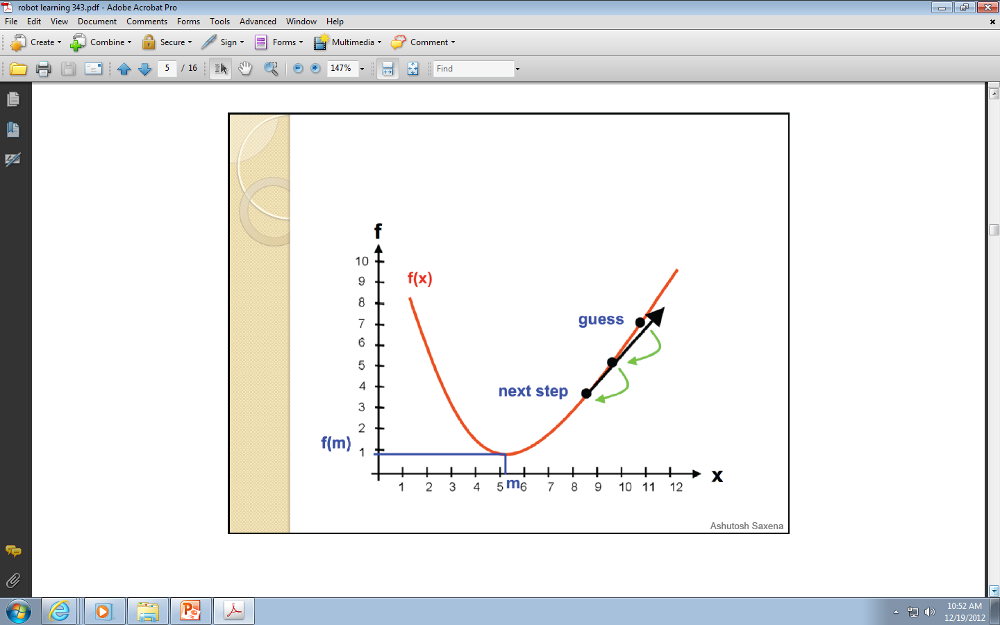 robot learning 343.pdf - Adobe Acrobat Pro
File Edit View Document Comments Forms Tools Advanced Window Help
Create Combine Secure Sign Forms Multimedia Comment
5 / 16 147% Find
f
10
9
f(x)
8
guess
7
6
5
4
next step
3
2
f(m)
1
x
m
1 2 3 4 5 6 7 8 9 10 11 12
Ashutosh Saxena
10:52 AM
12/19/2012